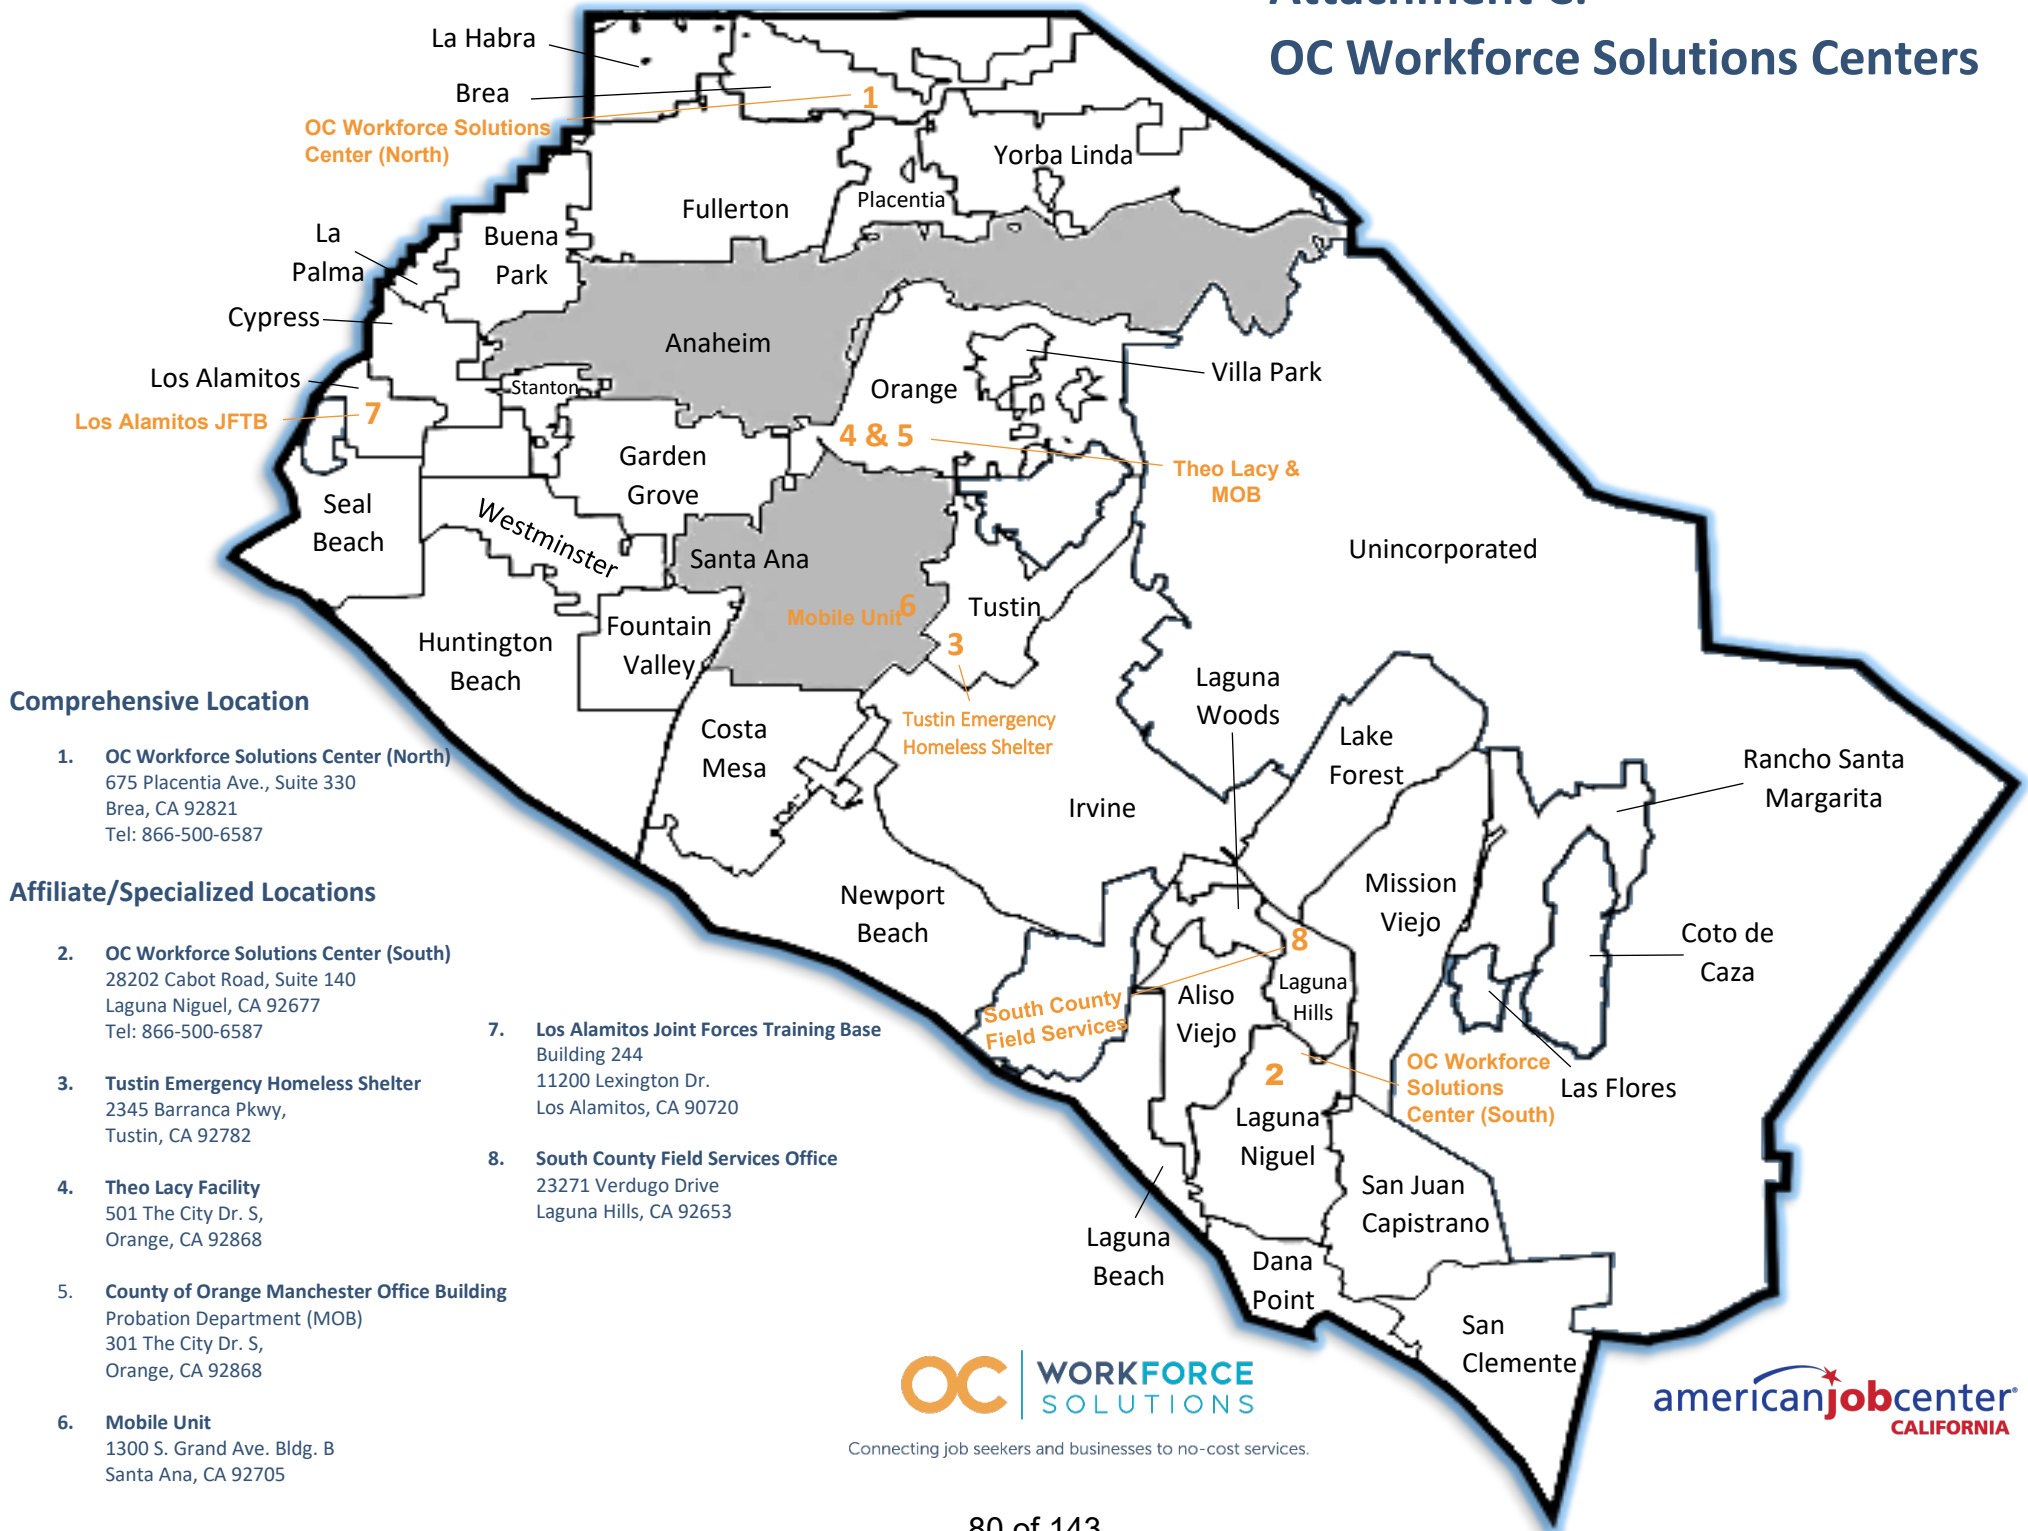 Attachment C:
OC Workforce Solutions Centers
La Habra
Brea
1
OC Workforce Solutions
Center (North)
Yorba Linda
Placentia
Fullerton
La
Palma
Buena
Park
Cypress
Anaheim
Los Alamitos
Stanton
Los Alamitos JFTB
7
Orange
Villa Park
4 & 5
Theo Lacy &
MOB
Garden
Grove
Seal
Beach
Westminster
Santa Ana
Unincorporated
Mobile Unit
6
Tustin
3
Huntington
Beach
Fountain
Valley
Tustin Emergency
Homeless Shelter
Costa
Mesa
Laguna
Woods
Lake
Forest
Rancho Santa
Margarita
Irvine
Newport
Beach
Mission
Viejo
Coto de
Caza
8
Laguna
Hills
Aliso
Viejo
South County
Field Services
OC Workforce
Solutions
Center (South)
Las Flores
2
Laguna
Niguel
San Juan
Capistrano
Laguna
Beach
Dana
Point
San
Clemente
Comprehensive Location
1. OC Workforce Solutions Center (North)
675 Placentia Ave., Suite 330
Brea, CA 92821
Tel: 866-500-6587
Affiliate/Specialized Locations
2. OC Workforce Solutions Center (South)
28202 Cabot Road, Suite 140
Laguna Niguel, CA 92677
Tel: 866-500-6587
3. Tustin Emergency Homeless Shelter
2345 Barranca Pkwy,
Tustin, CA 92782
4. Theo Lacy Facility
501 The City Dr. S,
Orange, CA 92868
5. County of Orange Manchester Office Building
Probation Department (MOB)
301 The City Dr. S,
Orange, CA 92868
6. Mobile Unit
1300 S. Grand Ave. Bldg. B
Santa Ana, CA 92705
7. Los Alamitos Joint Forces Training Base
Building 244
11200 Lexington Dr.
Los Alamitos, CA 90720
8. South County Field Services Office
23271 Verdugo Drive
Laguna Hills, CA 92653
OC WORKFORCE
SOLUTIONS
Connecting job seekers and businesses to no-cost services.
americanjobcenter®
CALIFORNIA
80 of 143